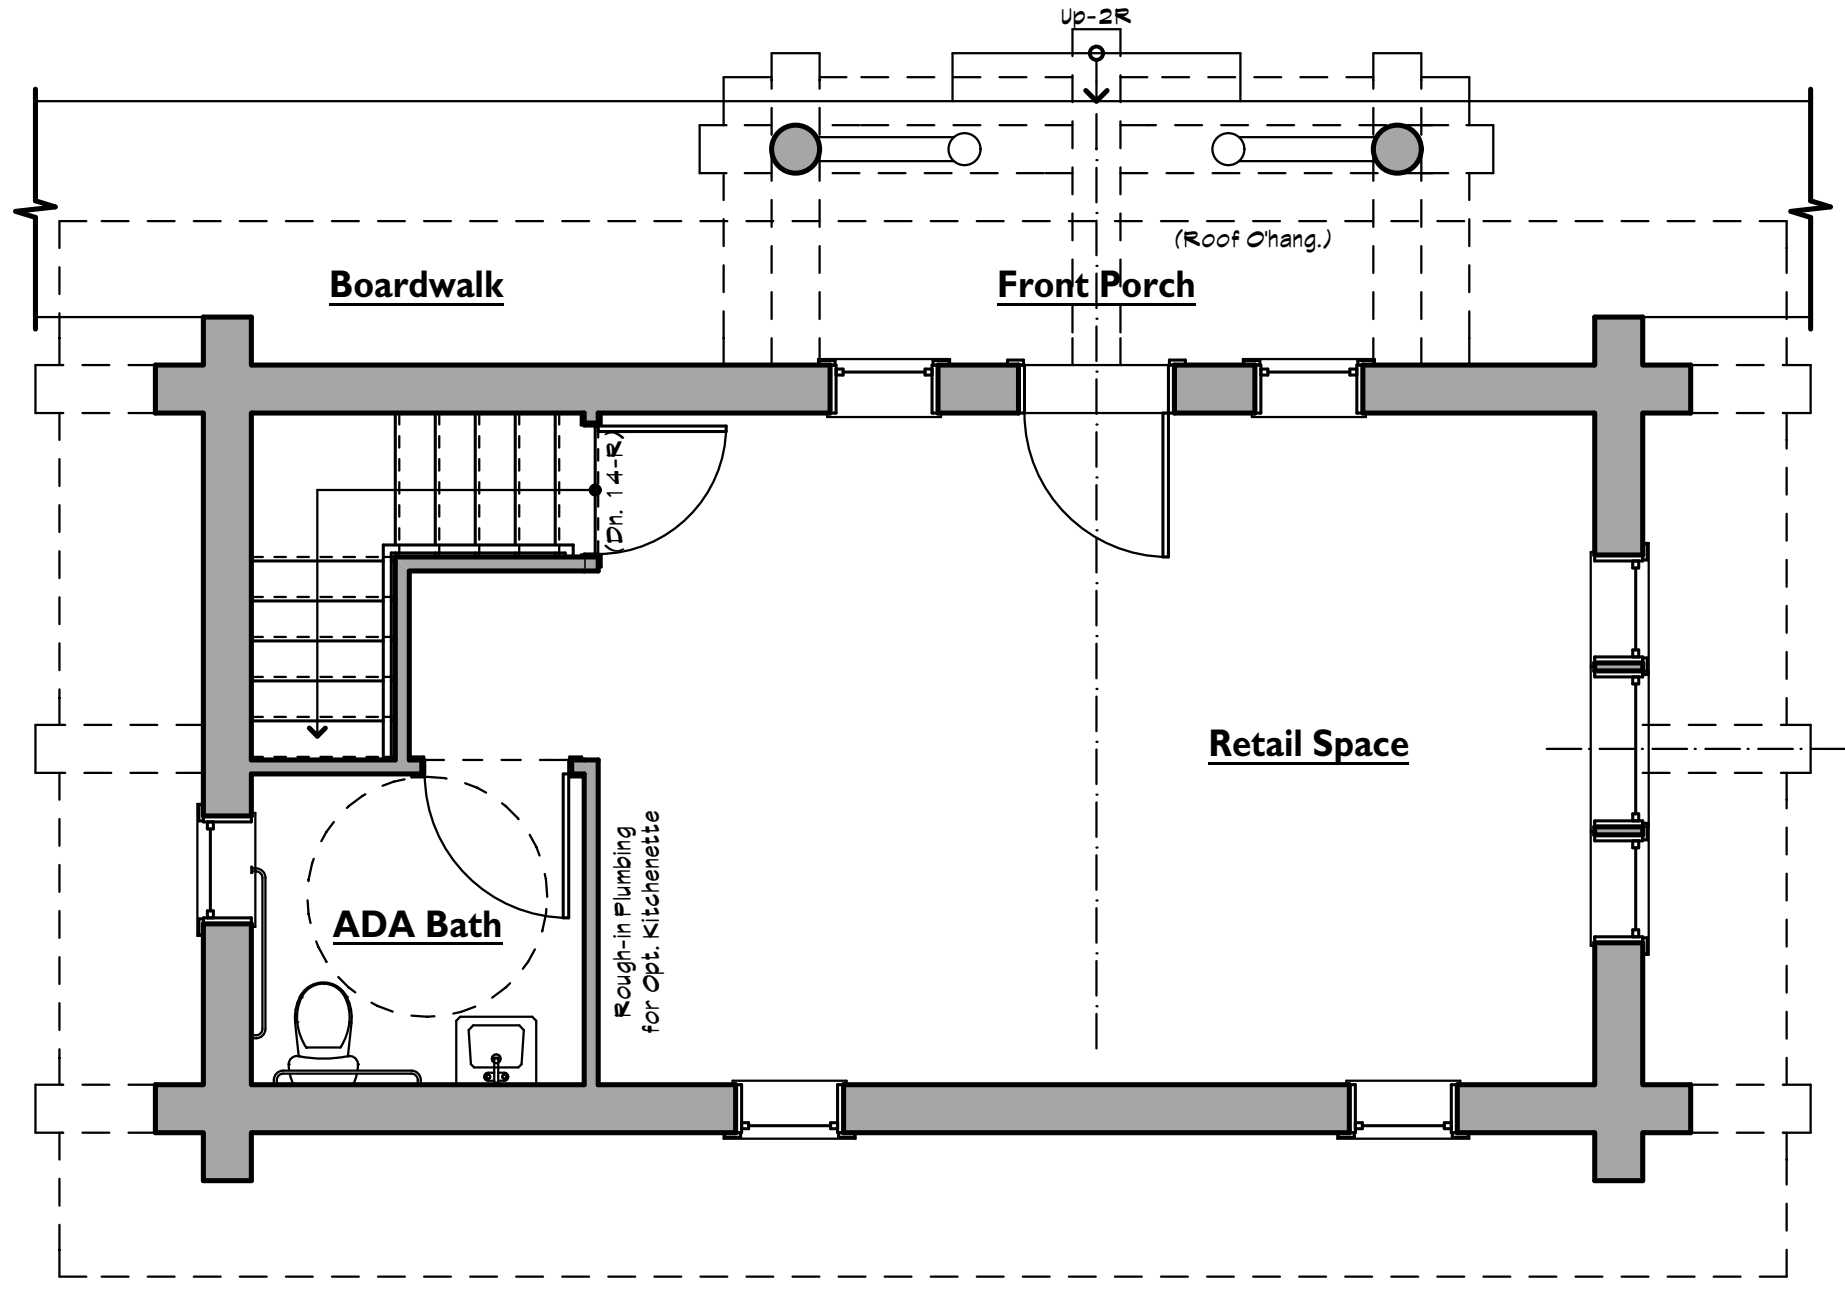 Up-2R
(Roof O'hang.)
Boardwalk
Front Porch
(Dn. 14-R)
Retail Space
Rough-in Plumbing
for Opt. Kitchenette
ADA Bath